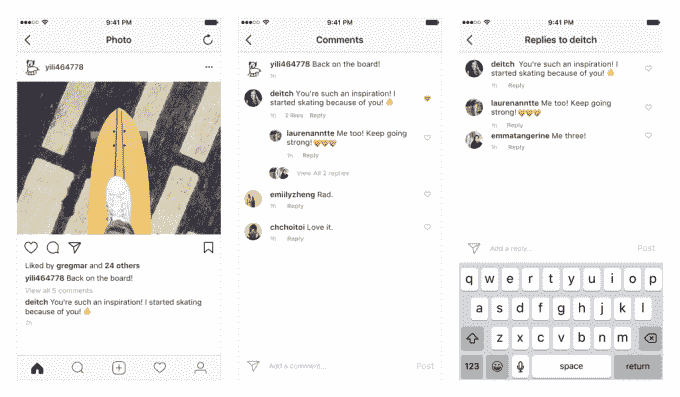 9:41 PM
Photo
yili464778
Liked by gregmar and 24 others
yili464778 Back on the board!
View all 5 comments
deitch You're such an inspiration! I started skating
because of you!
2h
9:41 PM
Comments
yili464778 Back on the board!
1h
deitch You're such an inspiration! I
started skating because of you!
1h 2 likes Reply
laurenanntte Me too! Keep going
strong!
1h Reply
View All 2 replies
emiilyzheng Rad.
1h Reply
chchoitoi Love it.
1h Reply
Add a comment...
Post
9:41 PM
Replies to deitch
deitch You're such an inspiration! I
started skating because of you!
laurenanntte Me too! Keep going
strong!
1h Reply
emmatangerine Me three!
1h Reply
Add a reply...
Post
q w e r t y u i o p
a s d f g h j k l
z x c v b n m
123 space return